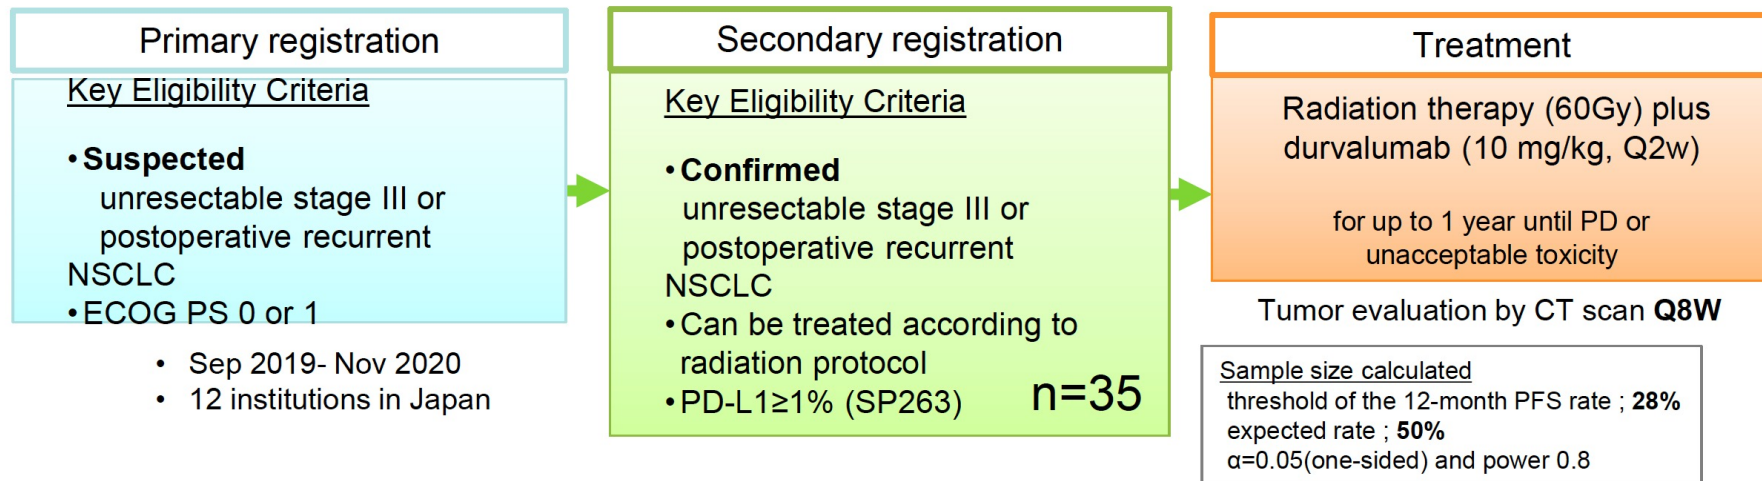 Primary registration
Key Eligibility Criteria
•Suspected
unresectable stage III or
postoperative recurrent
NSCLC
•ECOG PS 0 or 1
• Sep 2019- Nov 2020
• 12 institutions in Japan
Secondary registration
Key Eligibility Criteria
•Confirmed
unresectable stage III or
postoperative recurrent
NSCLC
•Can be treated according to
radiation protocol
•PD-L1≥1% (SP263)
n=35
Treatment
Radiation therapy (60Gy) plus
durvalumab (10 mg/kg, Q2w)
for up to 1 year until PD or
unacceptable toxicity
Tumor evaluation by CT scan Q8W
Sample size calculated
threshold of the 12-month PFS rate ; 28%
expected rate ; 50%
α=0.05(one-sided) and power 0.8